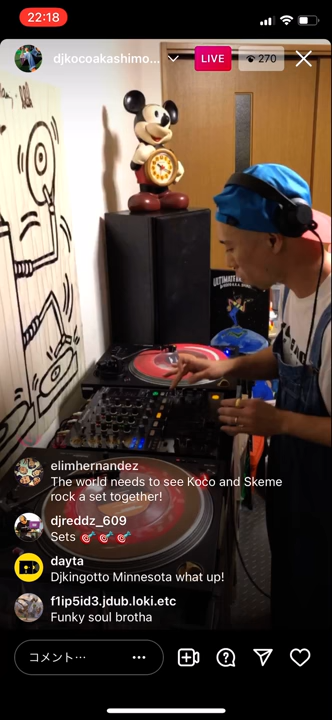 22:18
djkocoakashimo...
LIVE
270
ULTIMATE
elimhernandez
The world needs to see Koco and Skeme
rock a set together!
djreddz_609
Sets 🎯🎯🎯
dayta
Djkingotto Minnesota what up!
f1ip5id3.jdub.loki.etc
Funky soul brotha
コメント…